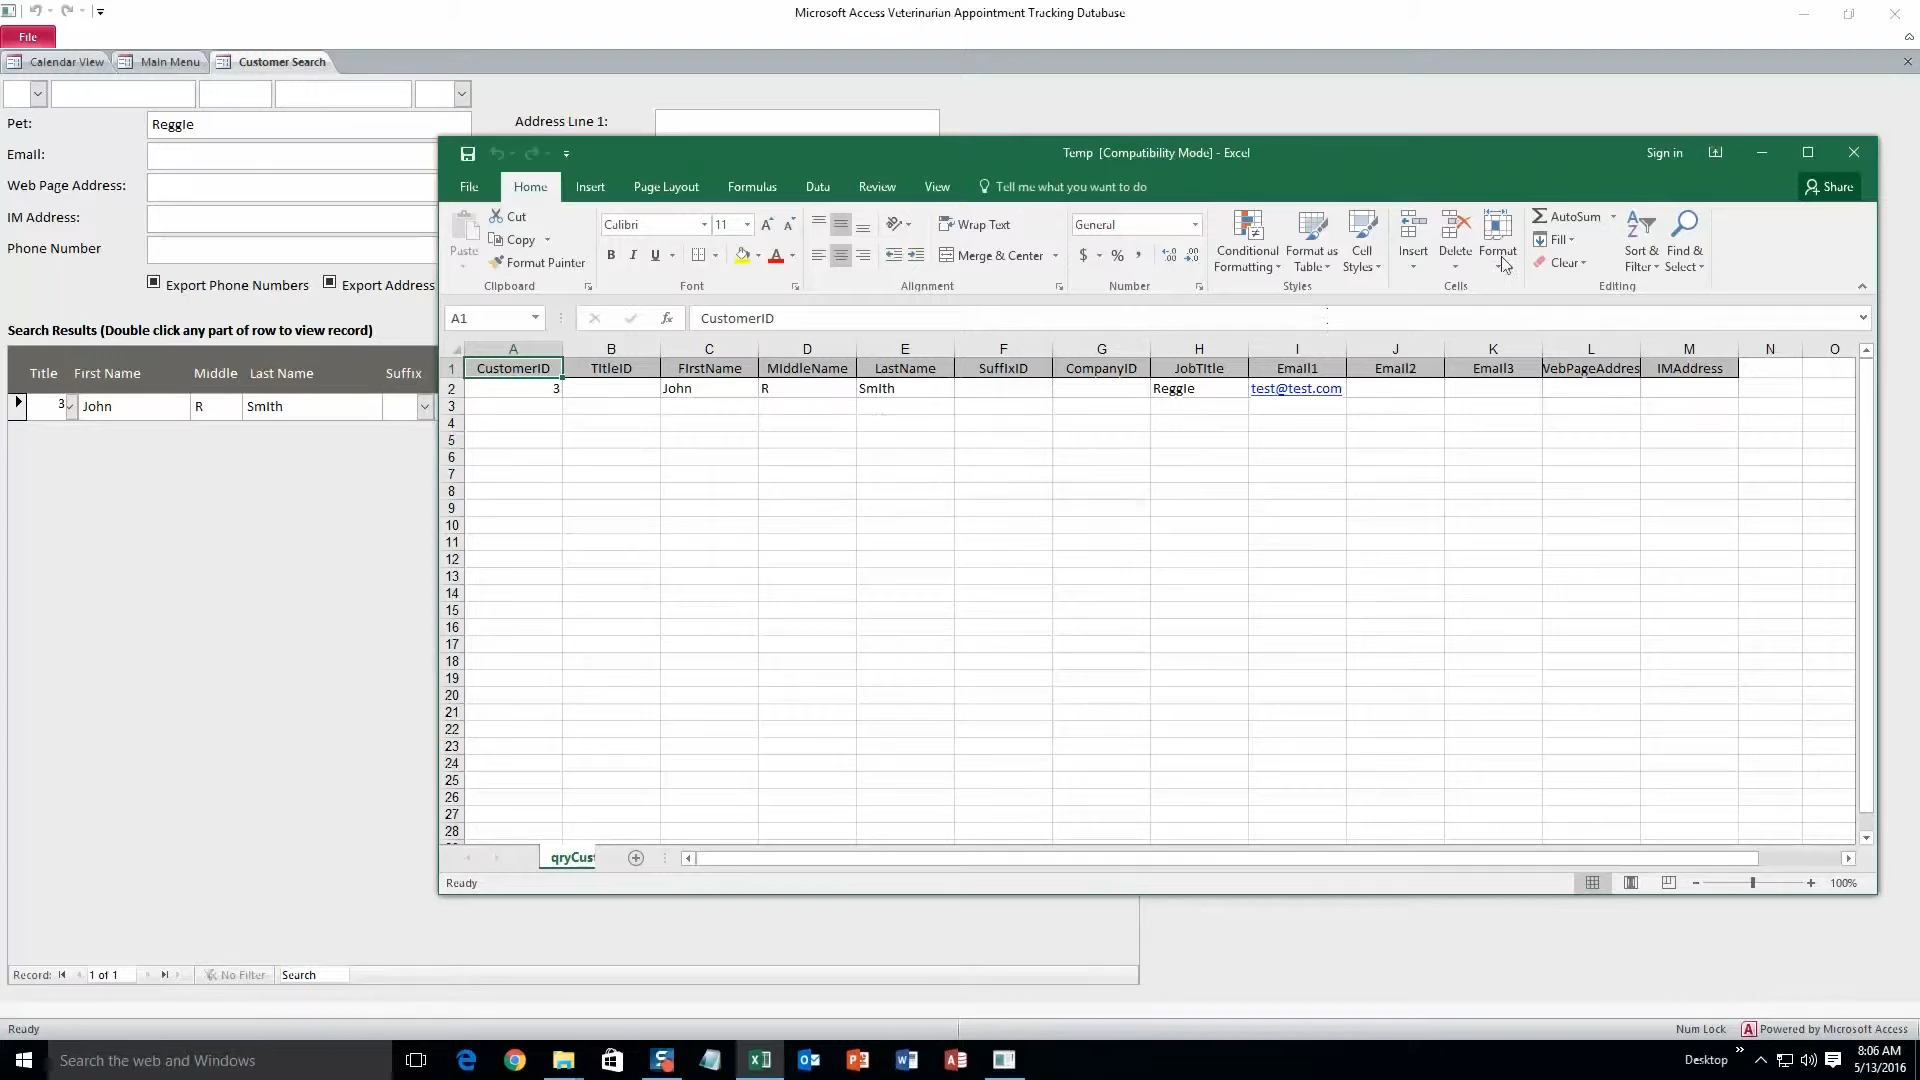 Microsoft Access Veterinarian Appointment Tracking Database
File
Calendar View
Main Menu
Customer Search
Pet:
Reggie
Address Line 1:
Email:
Web Page Address:
IM Address:
Phone Number
Export Phone Numbers
Export Address
Search Results (Double click any part of row to view record)
Title First Name Middle Last Name Suffix
3 John R Smith
Temp [Compatibility Mode] - Excel
Sign in
File Home Insert Page Layout Formulas Data Review View Tell me what you want to do
Share
Paste
Cut
Copy
Format Painter
Clipboard
Calibri 11
B I U
Font
Wrap Text
Merge & Center
Alignment
General
$ % ,
Number
Conditional Formatting
Format as Table
Cell Styles
Styles
Insert
Delete
Format
Cells
AutoSum
Fill
Clear
Sort & Filter
Find & Select
Editing
A1
fx
CustomerID
A B C D E F G H I J K L M N O
1 CustomerID TitleID FirstName MiddleName LastName SuffixID CompanyID JobTitle Email1 Email2 Email3 WebPageAddres IMAddress
2 3 John R Smith Reggie test@test.com
3
4
5
6
7
8
9
10
11
12
13
14
15
16
17
18
19
20
21
22
23
24
25
26
27
28
qryCust
Ready
100%
Record: 1 of 1 No Filter Search
Ready
Num Lock
Powered by Microsoft Access
Search the web and Windows
Desktop
8:06 AM
5/13/2016